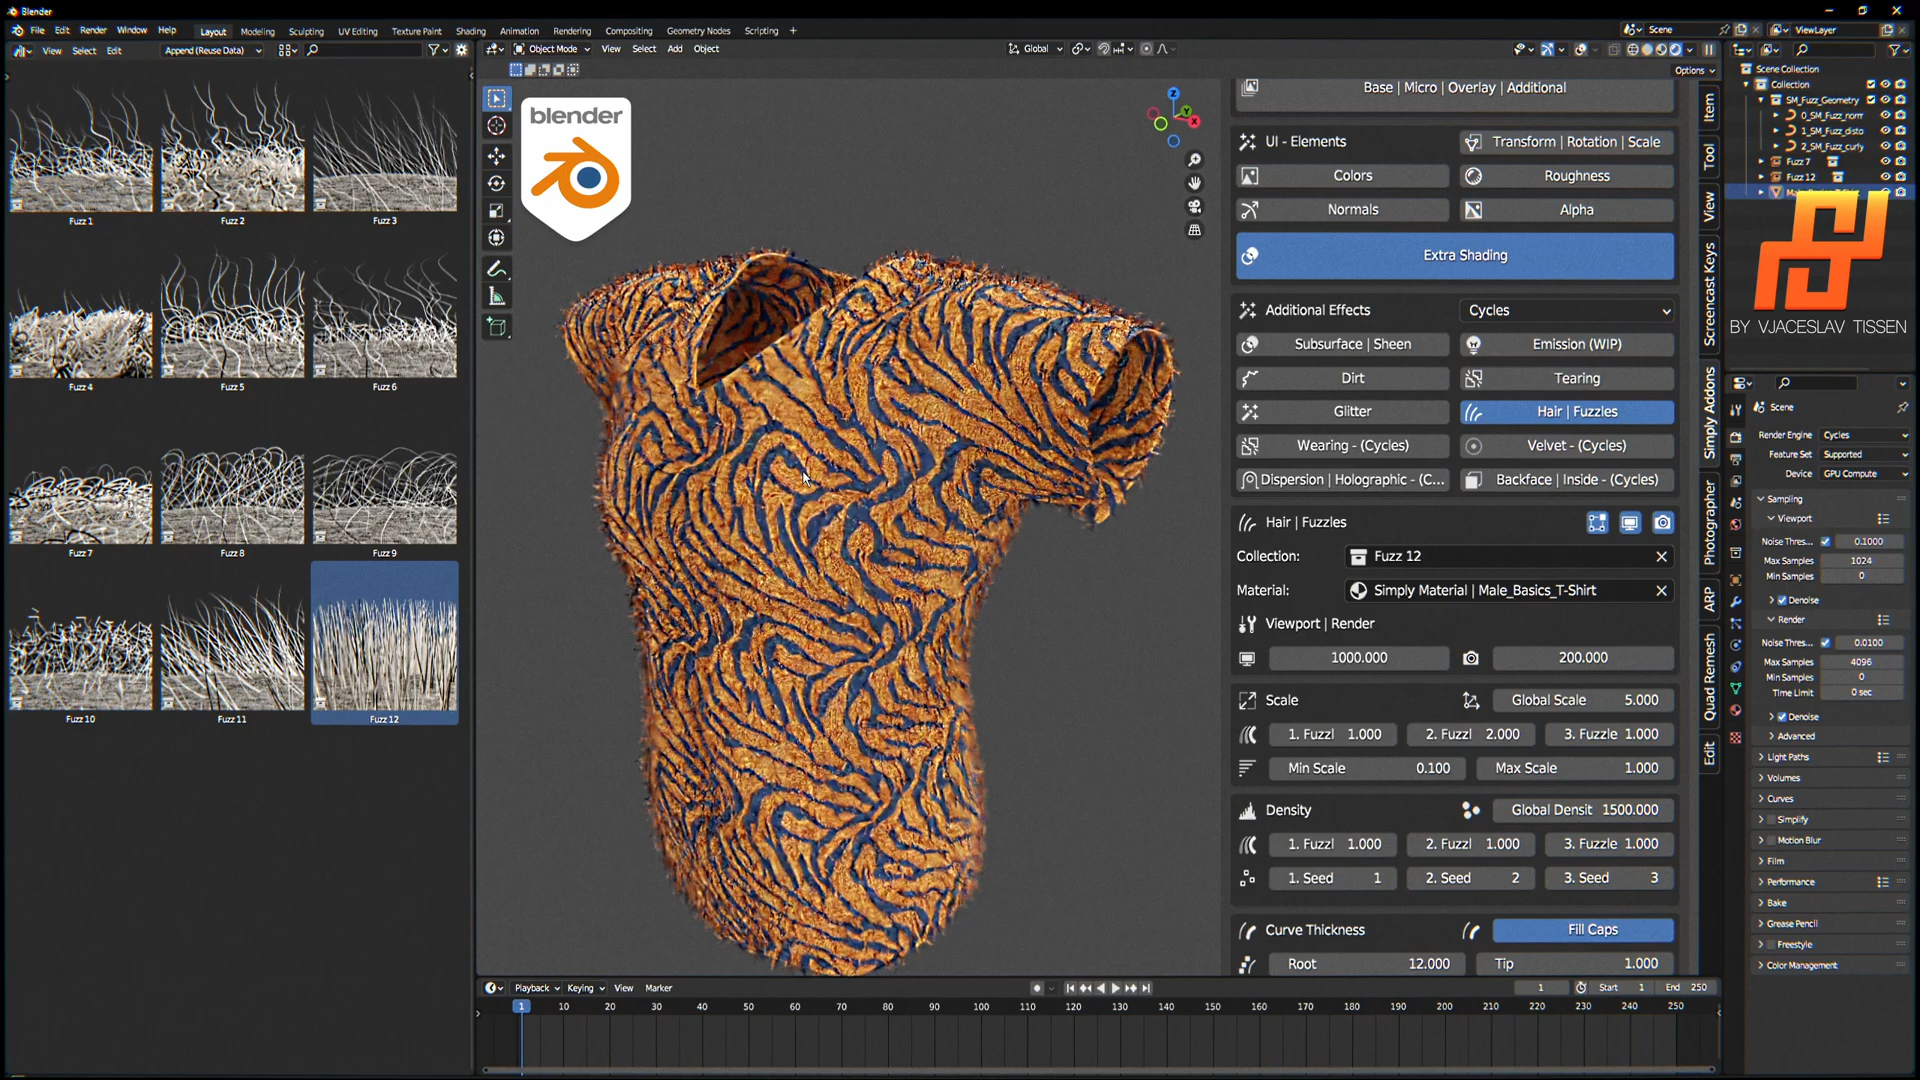 Blender
File Edit Render Window Help Layout Modeling Sculpting UV Editing Texture Paint Shading Animation Rendering Compositing Geometry Nodes Scripting +
Scene ViewLayer
View Select Edit Append (Reuse Data)
Object Mode View Select Add Object Global
Options
Fuzz 1 Fuzz 2 Fuzz 3
Fuzz 4 Fuzz 5 Fuzz 6
Fuzz 7 Fuzz 8 Fuzz 9
Fuzz 10 Fuzz 11 Fuzz 12
blender
Z
Y
X
Base | Micro | Overlay | Additional
UI - Elements Transform | Rotation | Scale
Colors Roughness
Normals Alpha
Extra Shading
Additional Effects Cycles
Subsurface | Sheen Emission (WIP)
Dirt Tearing
Glitter Hair | Fuzzles
Wearing - (Cycles) Velvet - (Cycles)
Dispersion | Holographic - (C... Backface | Inside - (Cycles)
Hair | Fuzzles
Collection: Fuzz 12
Material: Simply Material | Male_Basics_T-Shirt
Viewport | Render
1000.000 200.000
Scale Global Scale 5.000
1. Fuzzl 1.000 2. Fuzzl 2.000 3. Fuzzle 1.000
Min Scale 0.100 Max Scale 1.000
Density Global Densit 1500.000
1. Fuzzl 1.000 2. Fuzzl 1.000 3. Fuzzle 1.000
1. Seed 1 2. Seed 2 3. Seed 3
Curve Thickness Fill Caps
Root 12.000 Tip 1.000
Item
Tool
View
Screencast Keys
Simply Addons
Photographer
ARP
Quad Remesh
Edit
Scene Collection
Collection
SM_Fuzz_Geometry
0_SM_Fuzz_norm
1_SM_Fuzz_disto
2_SM_Fuzz_curly
Fuzz 7
Fuzz 12
BY VJACESLAV TISSEN
Scene
Render Engine Cycles
Feature Set Supported
Device GPU Compute
Sampling
Viewport
Noise Thres... 0.1000
Max Samples 1024
Min Samples 0
Denoise
Render
Noise Thres... 0.0100
Max Samples 4096
Min Samples 0
Time Limit 0 sec
Denoise
Advanced
Light Paths
Volumes
Curves
Simplify
Motion Blur
Film
Performance
Bake
Grease Pencil
Freestyle
Color Management
Playback Keying View Marker 1 Start 1 End 250
1 10 20 30 40 50 60 70 80 90 100 110 120 130 140 150 160 170 180 190 200 210 220 230 240 250